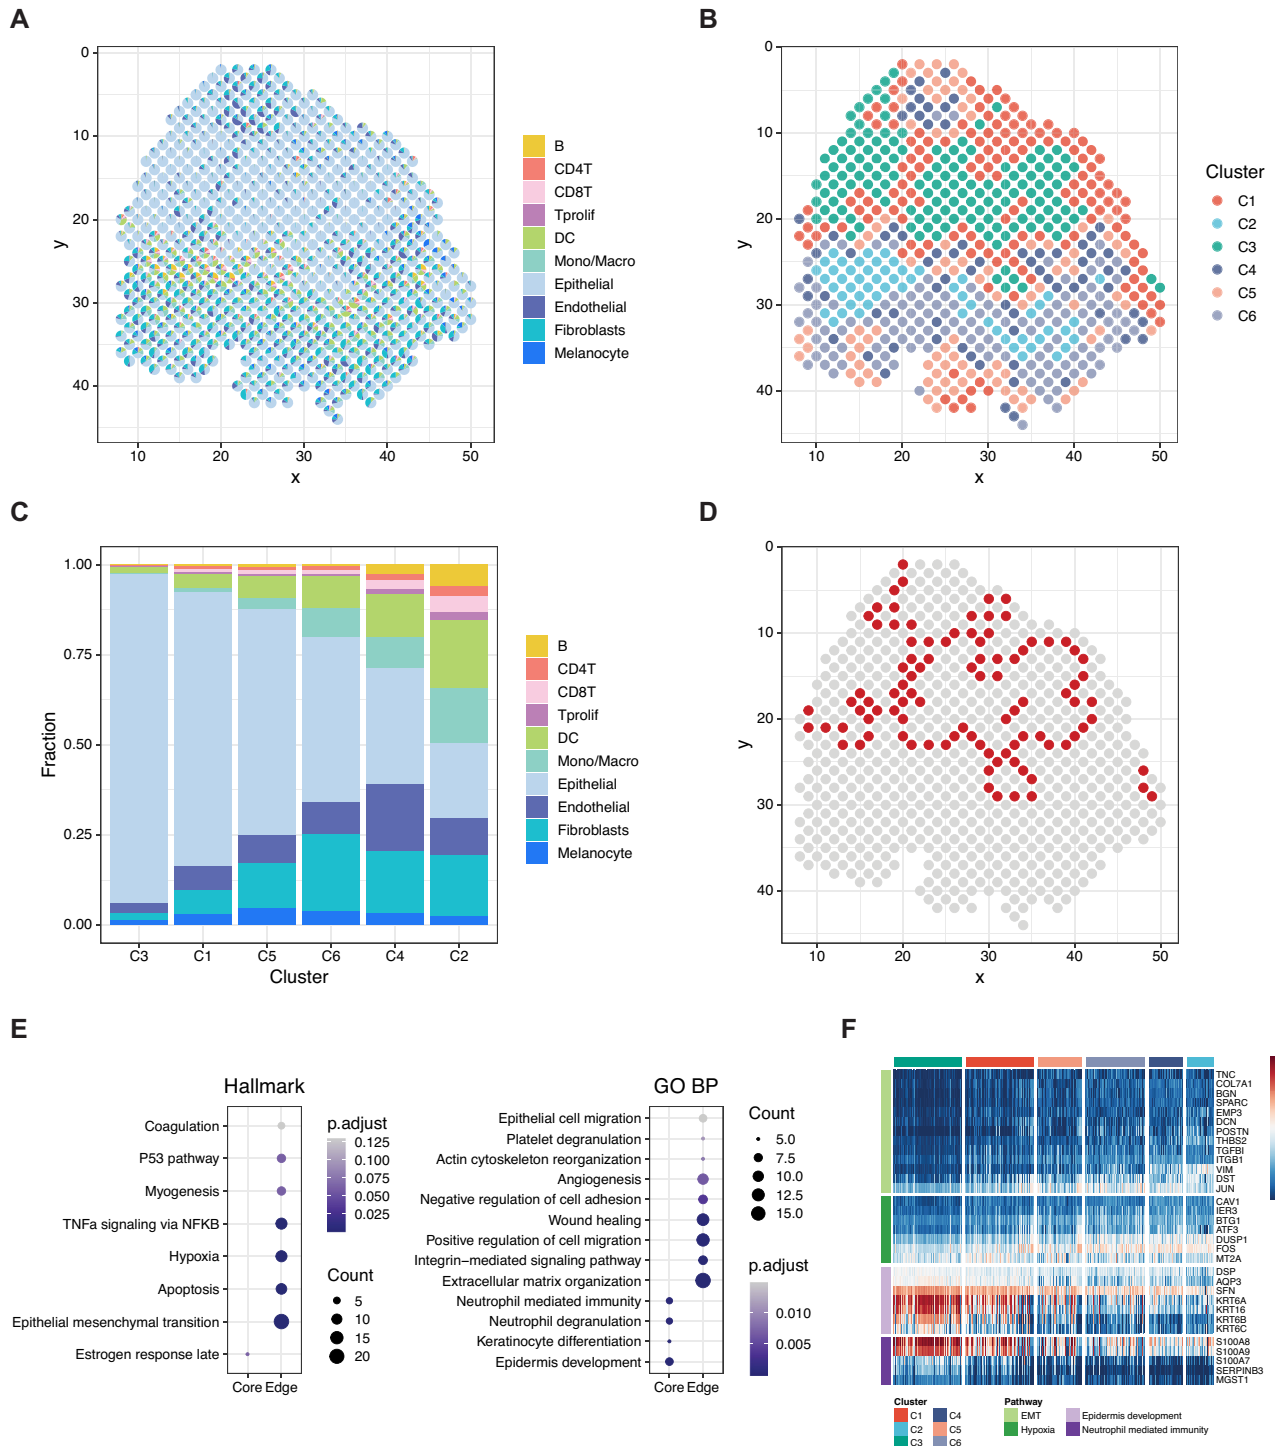 A
0
10
20
30
40
y
10
20
30
40
50
x
B
CD4T
CD8T
Tprolif
DC
Mono/Macro
Epithelial
Endothelial
Fibroblasts
Melanocyte
B
0
10
20
30
40
y
10
20
30
40
50
x
Cluster
C1
C2
C3
C4
C5
C6
C
1.00
0.75
0.50
0.25
0.00
Fraction
C3
C1
C5
C6
C4
C2
Cluster
B
CD4T
CD8T
Tprolif
DC
Mono/Macro
Epithelial
Endothelial
Fibroblasts
Melanocyte
D
0
10
20
30
40
y
10
20
30
40
50
x
E
Hallmark
Coagulation
P53 pathway
Myogenesis
TNFa signaling via NFKB
Hypoxia
Apoptosis
Epithelial mesenchymal transition
Estrogen response late
Core Edge
p.adjust
0.125
0.100
0.075
0.050
0.025
Count
5
10
15
20
GO BP
Epithelial cell migration
Platelet degranulation
Actin cytoskeleton reorganization
Angiogenesis
Negative regulation of cell adhesion
Wound healing
Positive regulation of cell migration
Integrin−mediated signaling pathway
Extracellular matrix organization
Neutrophil mediated immunity
Neutrophil degranulation
Keratinocyte differentiation
Epidermis development
Core Edge
Count
5.0
7.5
10.0
12.5
15.0
p.adjust
0.010
0.005
F
TNC
COL7A1
BGN
SPARC
EMP3
DCN
POSTN
THBS2
TGFBI
ITGB1
VIM
DST
JUN
CAV1
IER3
BTG1
ATF3
DUSP1
FOS
MT2A
DSP
AQP3
SFN
KRT6A
KRT16
KRT6B
KRT6C
S100A8
S100A9
S100A7
SERPINB3
MGST1
Cluster
C1
C2
C3
C4
C5
C6
Pathway
EMT
Hypoxia
Epidermis development
Neutrophil mediated immunity